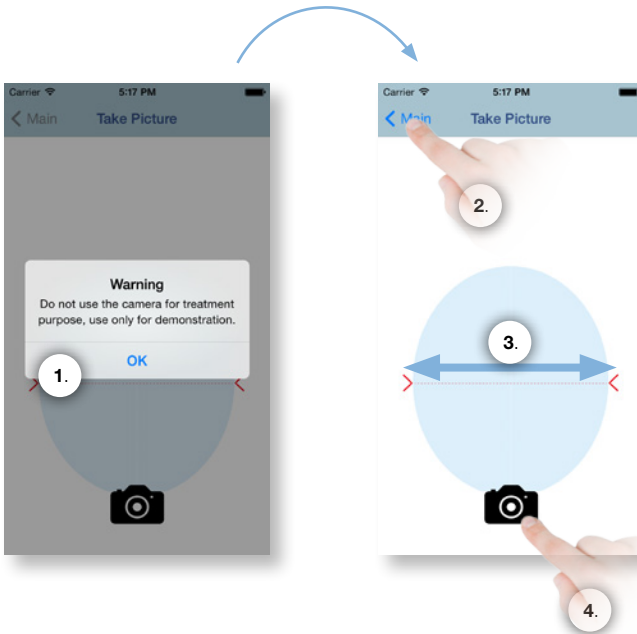 Carrier 5:17 PM
Main Take Picture
Warning
Do not use the camera for treatment
purpose, use only for demonstration.
OK
1.
Carrier 5:17 PM
Main Take Picture
2.
3.
4.